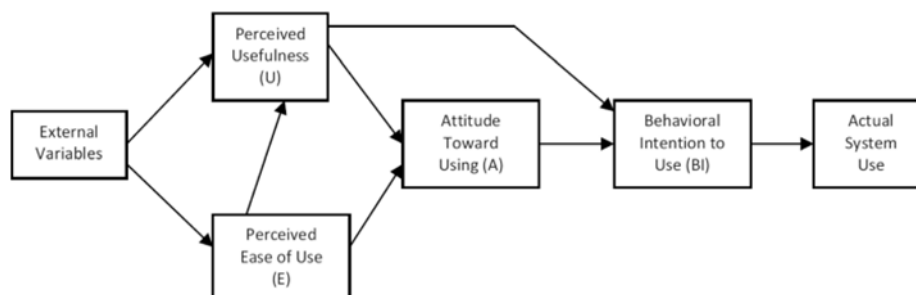 External
Variables
Perceived
Usefulness
(U)
Perceived
Ease of Use
(E)
Attitude
Toward
Using (A)
Behavioral
Intention to
Use (BI)
Actual
System
Use